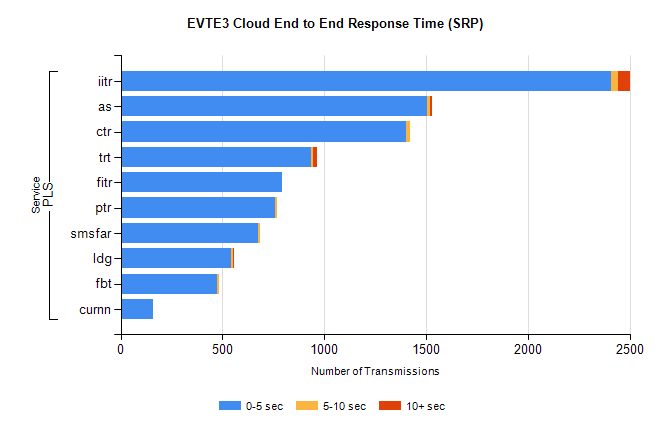 EVTE3 Cloud End to End Response Time (SRP)
Service
PLS
iitr
as
ctr
trt
fitr
ptr
smsfar
ldg
fbt
curnn
0 500 1000 1500 2000 2500
Number of Transmissions
0-5 sec 5-10 sec 10+ sec